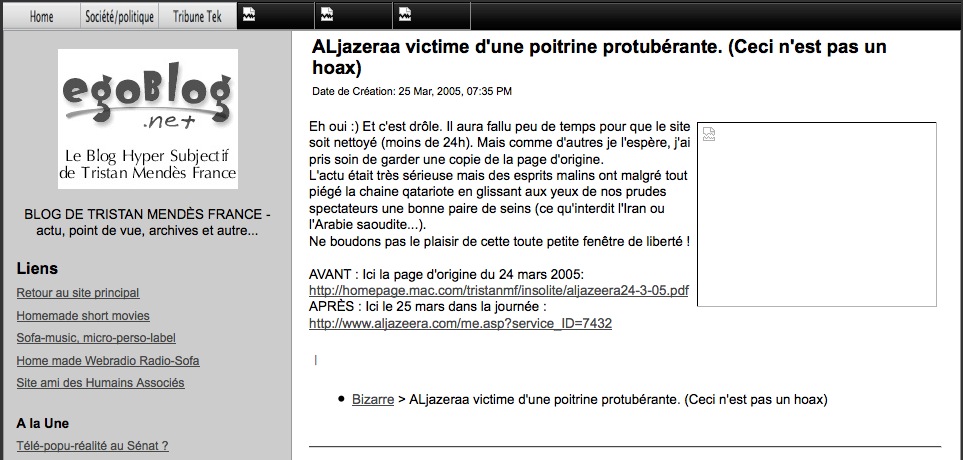 Home Société/politique Tribune Tek
egoBlog
.net
Le Blog Hyper Subjectif
de Tristan Mendès France
BLOG DE TRISTAN MENDÈS FRANCE -
actu, point de vue, archives et autre...
Liens
Retour au site principal
Homemade short movies
Sofa-music, micro-perso-label
Home made Webradio Radio-Sofa
Site ami des Humains Associés
A la Une
Télé-popu-réalité au Sénat ?
ALjazeraa victime d'une poitrine protubérante. (Ceci n'est pas un
hoax)
Date de Création: 25 Mar, 2005, 07:35 PM
Eh oui :) Et c'est drôle. Il aura fallu peu de temps pour que le site
soit nettoyé (moins de 24h). Mais comme d'autres je l'espère, j'ai
pris soin de garder une copie de la page d'origine.
L'actu était très sérieuse mais des esprits malins ont malgré tout
piégé la chaine qatariote en glissant aux yeux de nos prudes
spectateurs une bonne paire de seins (ce qu'interdit l'Iran ou
l'Arabie saoudite...).
Ne boudons pas le plaisir de cette toute petite fenêtre de liberté !
AVANT : Ici la page d'origine du 24 mars 2005:
http://homepage.mac.com/tristanmf/insolite/aljazeera24-3-05.pdf
APRÈS : Ici le 25 mars dans la journée :
http://www.aljazeera.com/me.asp?service_ID=7432
|
• Bizarre > ALjazeraa victime d'une poitrine protubérante. (Ceci n'est pas un hoax)